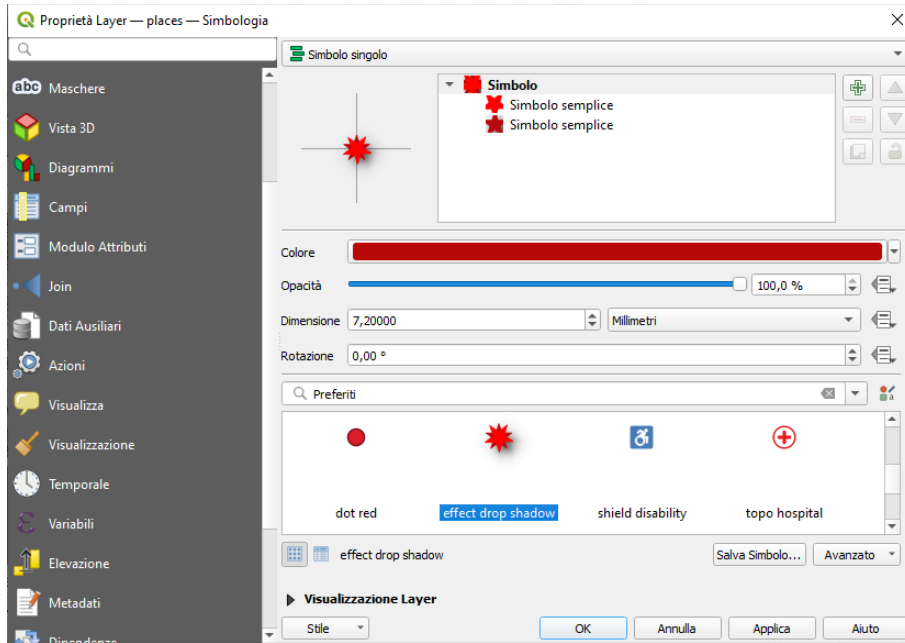 Proprietà Layer — places — Simbologia
abc Maschere
Vista 3D
Diagrammi
Campi
Modulo Attributi
Join
Dati Ausiliari
Azioni
Visualizza
Visualizzazione
Temporale
Variabili
Elevazione
Metadati
Dipendenze
Simbolo singolo
Simbolo
Simbolo semplice
Simbolo semplice
Colore
Opacità 100,0 %
Dimensione 7,20000 Millimetri
Rotazione 0,00 °
Preferiti
dot red effect drop shadow shield disability topo hospital
effect drop shadow Salva Simbolo... Avanzato
Visualizzazione Layer
Stile OK Annulla Applica Aiuto